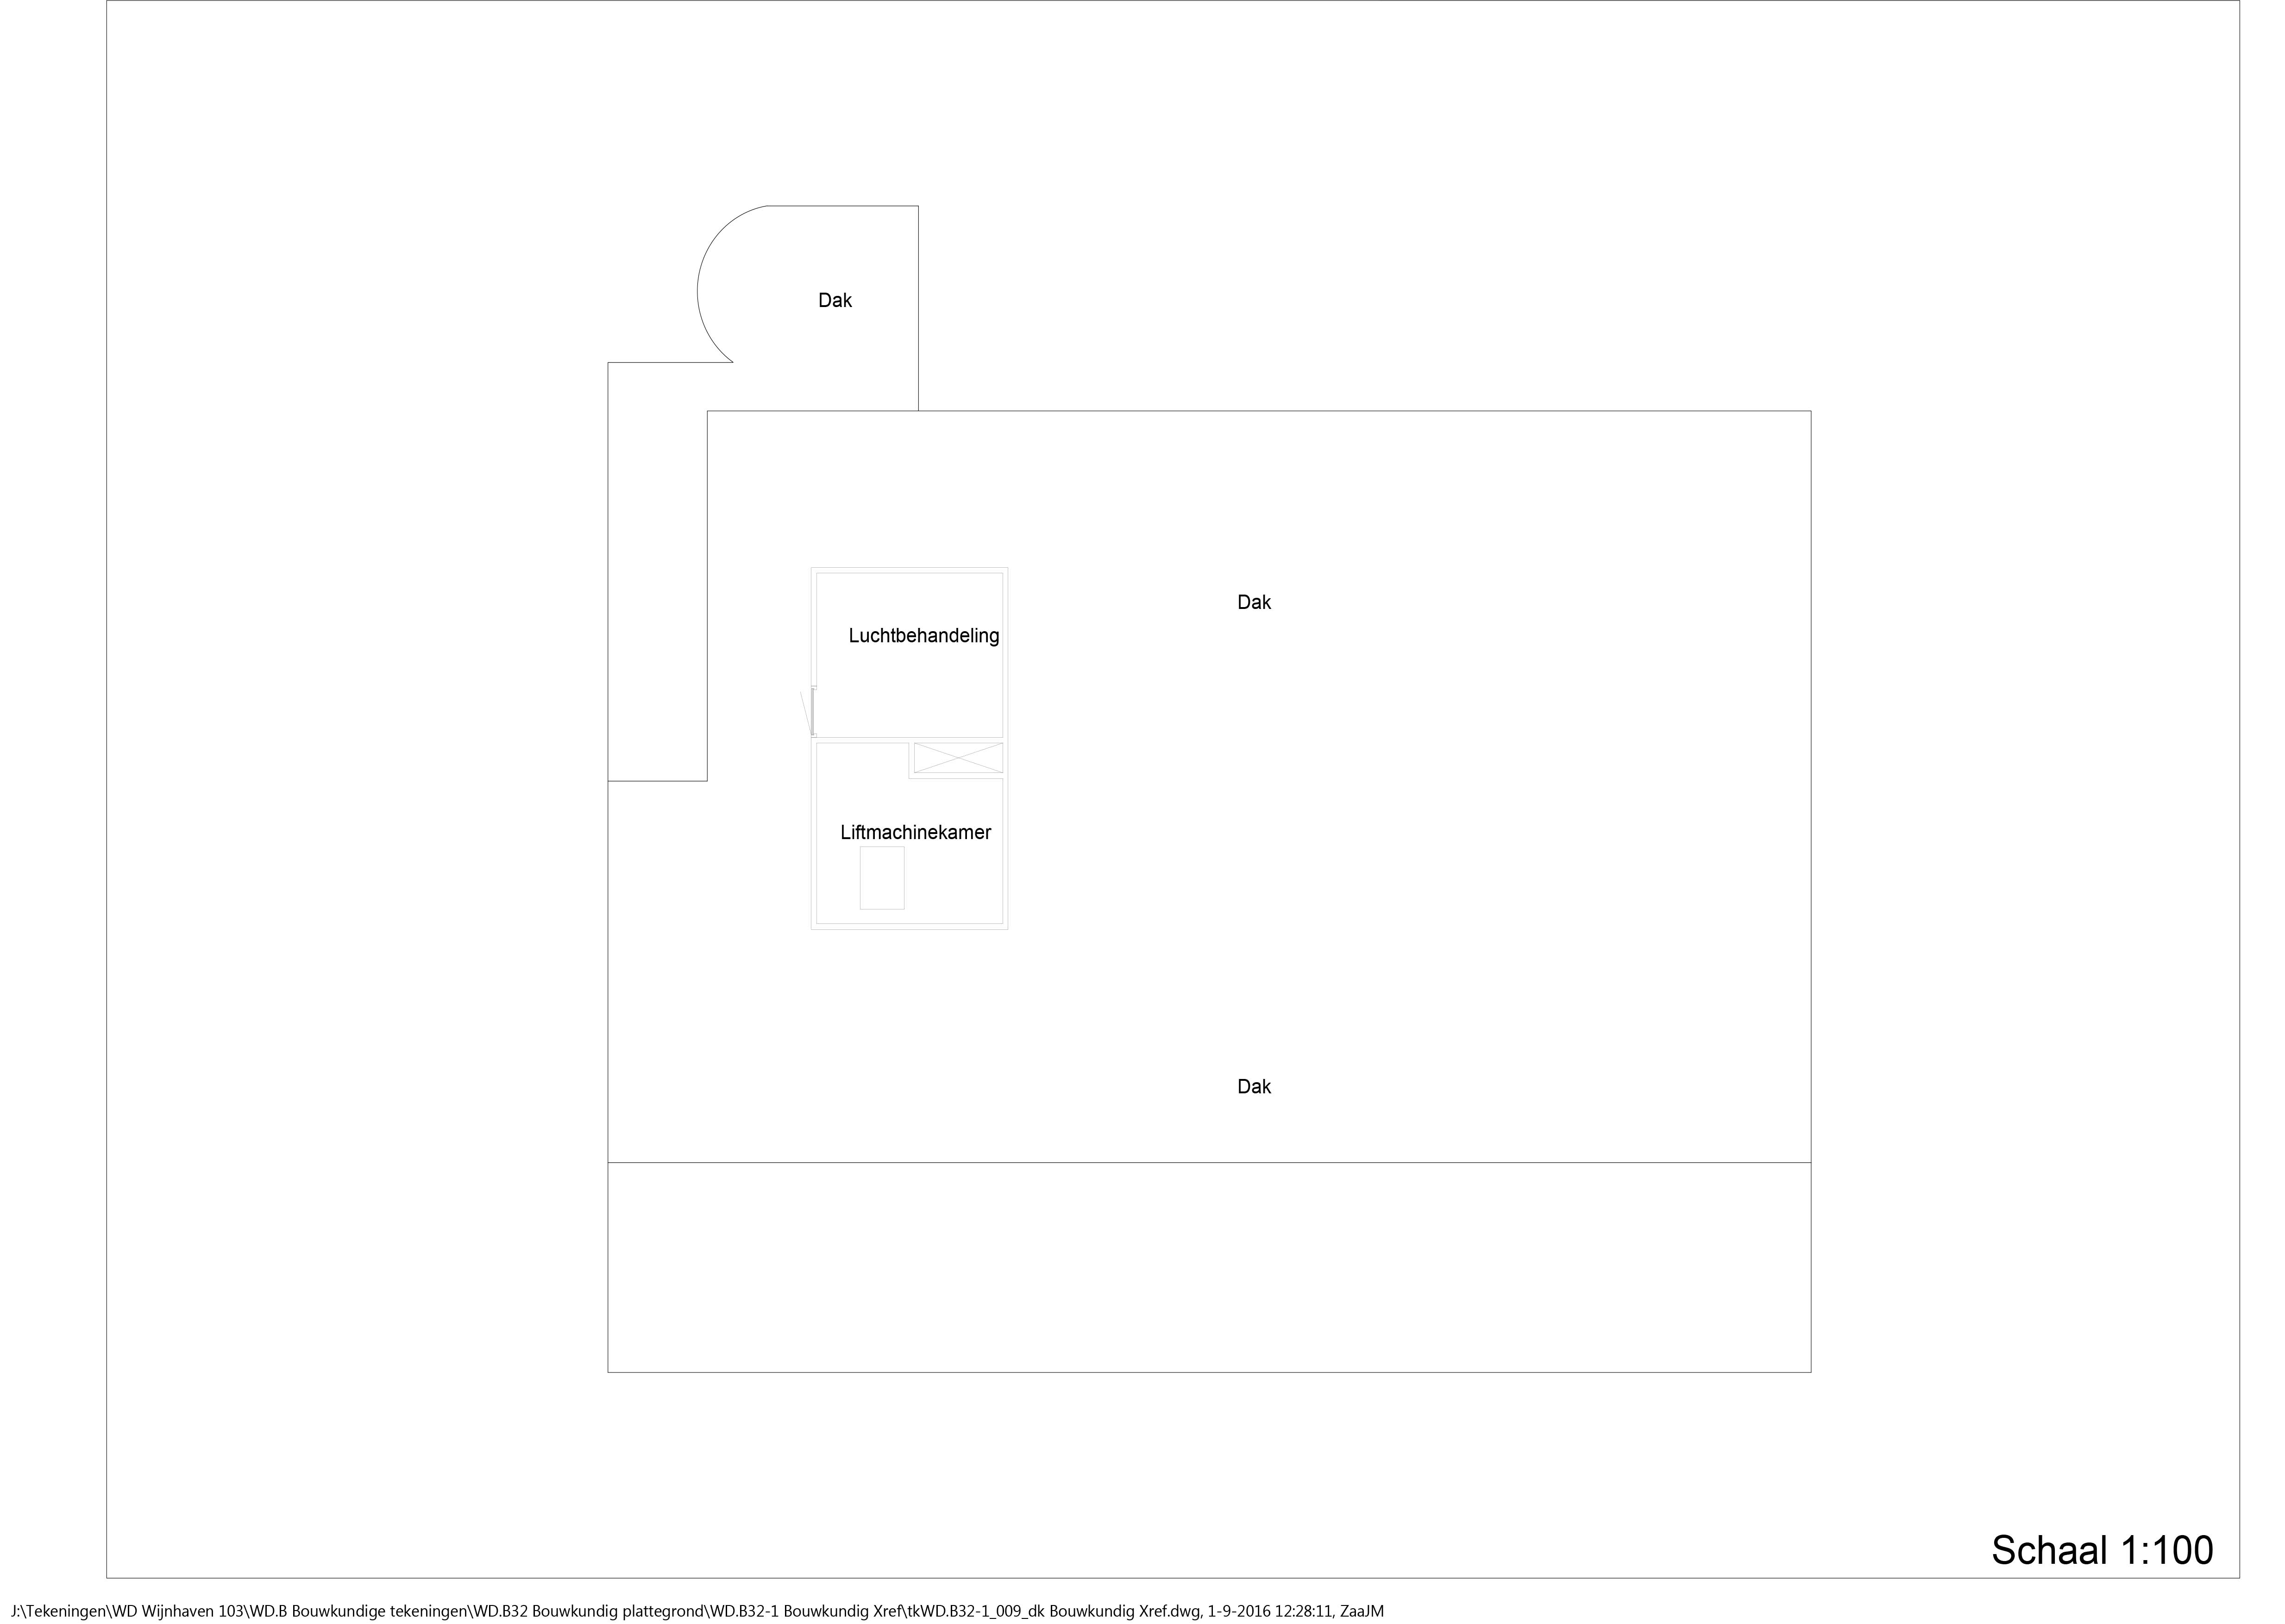 Dak
Dak
Luchtbehandeling
Liftmachinekamer
Dak
Schaal 1:100
J:\Tekeningen\WD Wijnhaven 103\WD.B Bouwkundige tekeningen\WD.B32 Bouwkundig plattegrond\WD.B32-1 Bouwkundig Xref\tkWD.B32-1_009_dk Bouwkundig Xref.dwg, 1-9-2016 12:28:11, ZaaJM